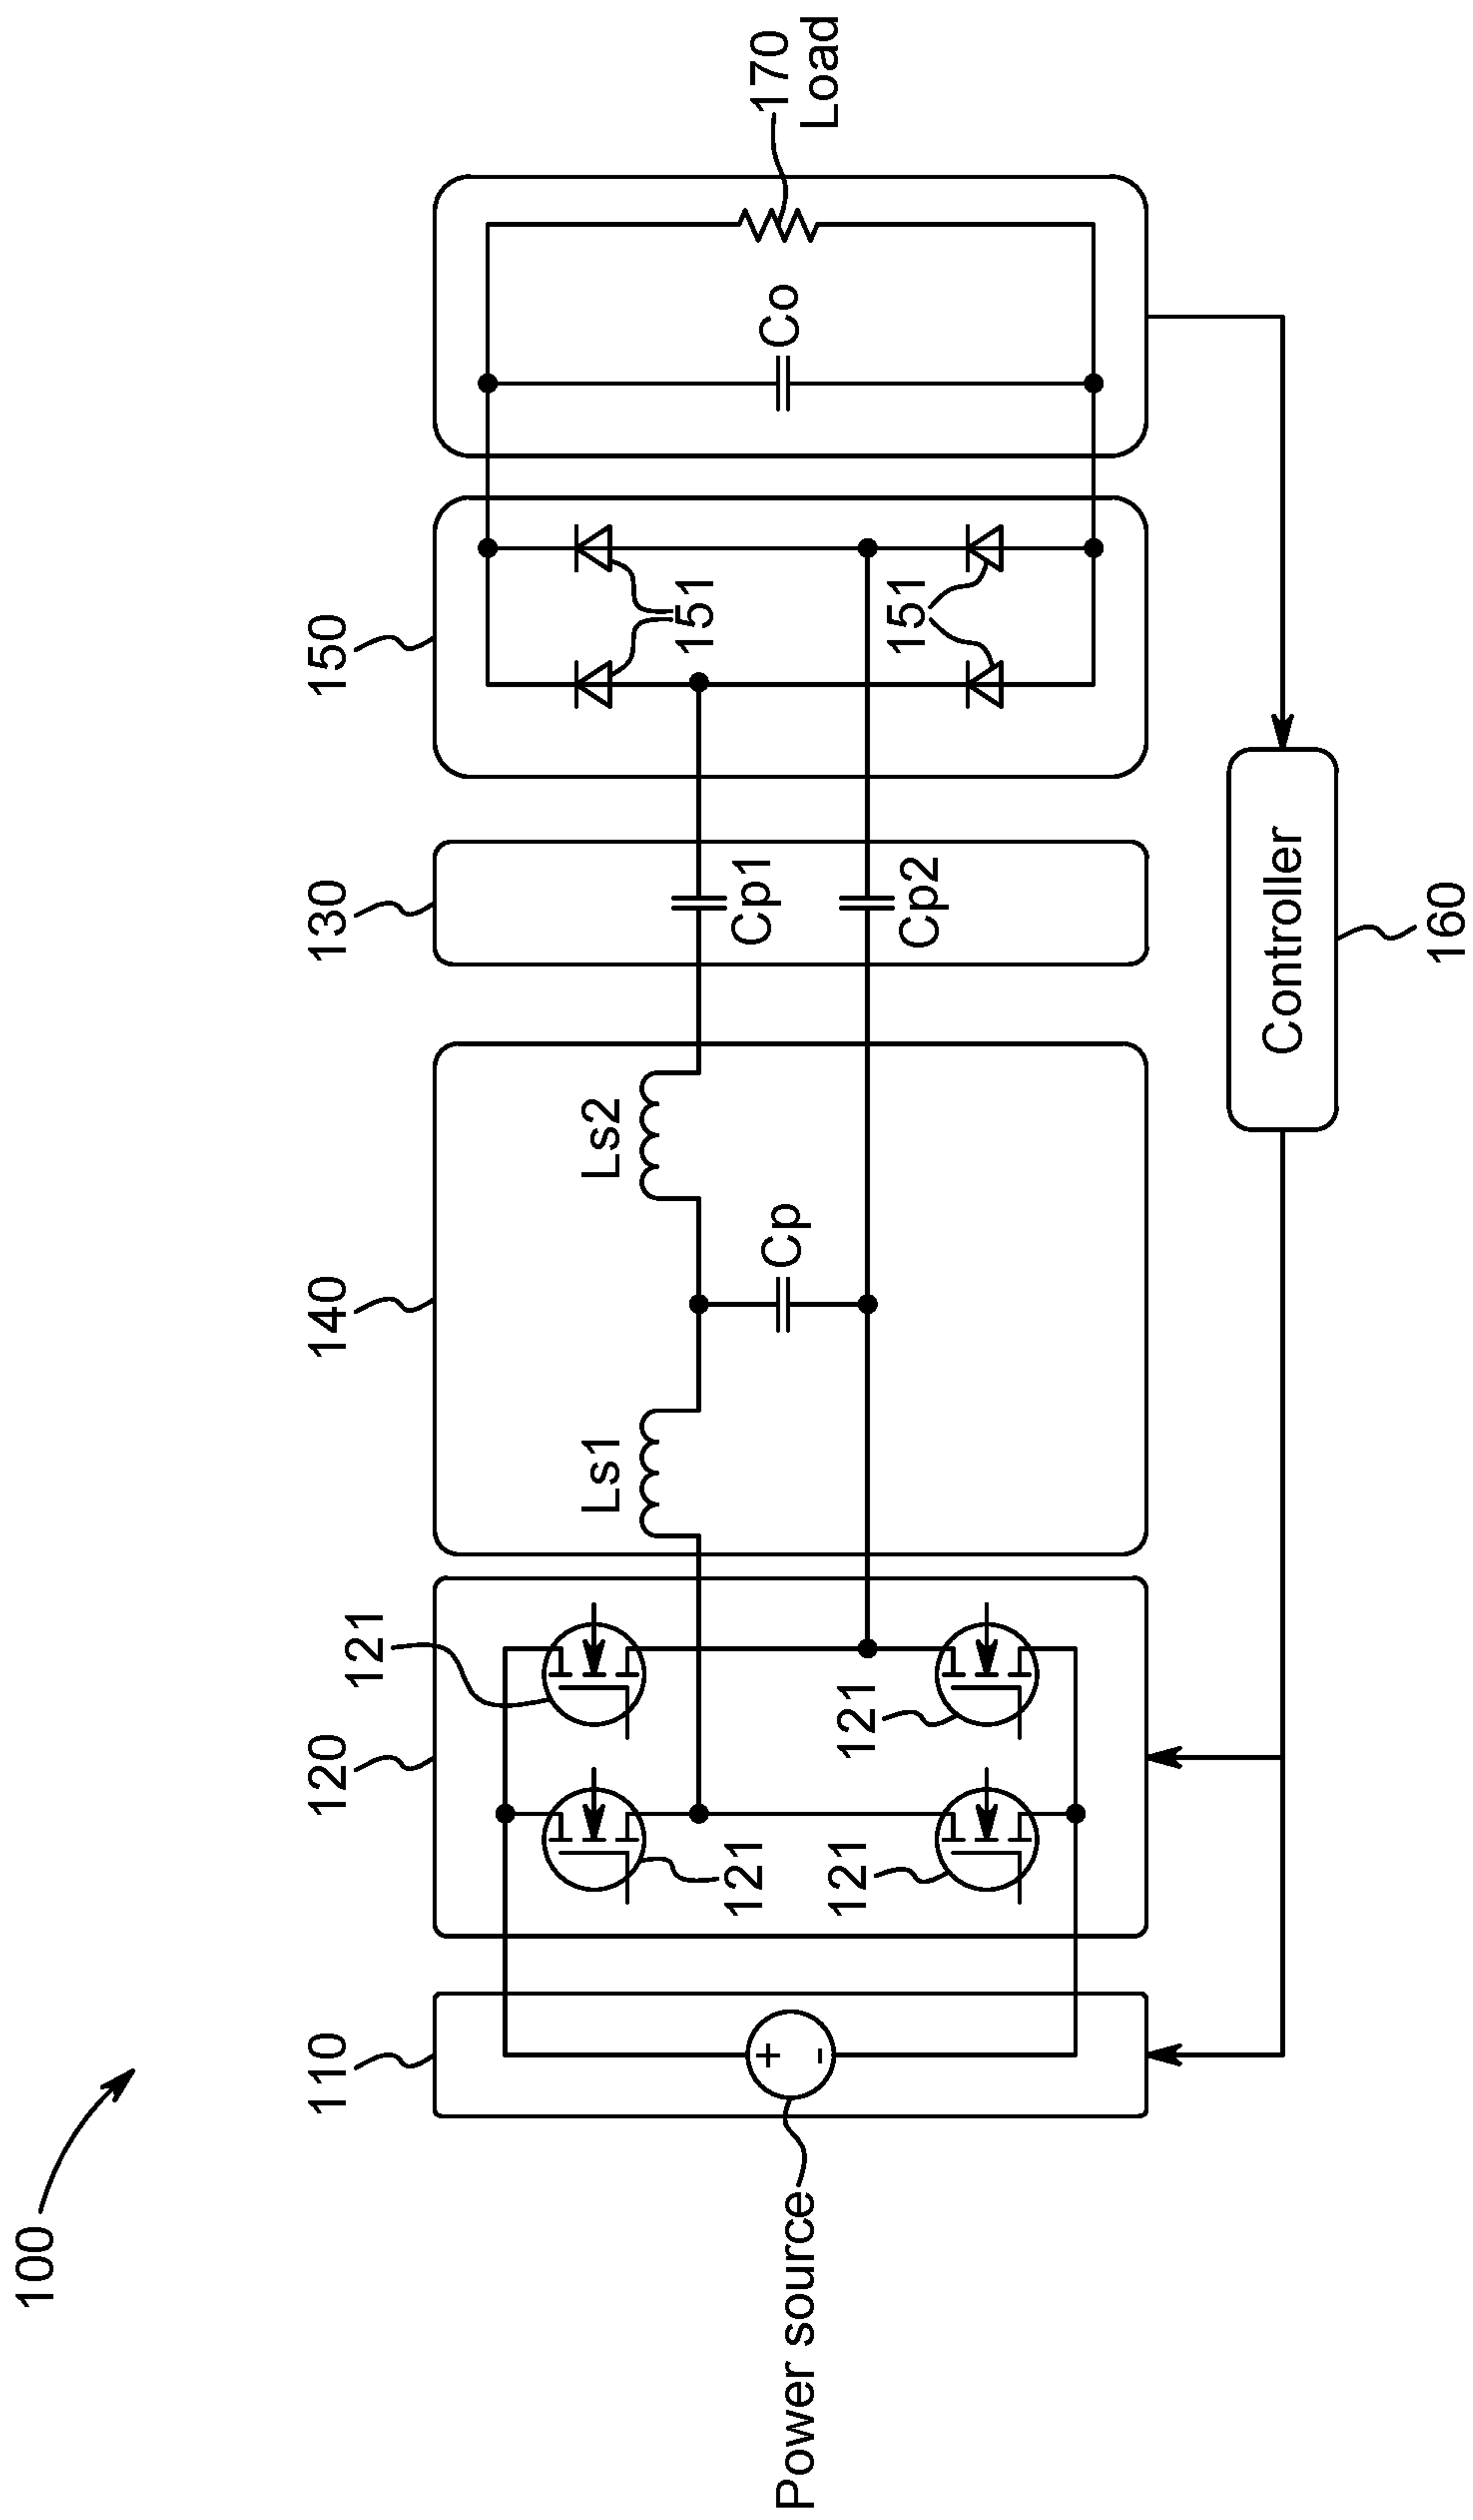 100
110
120
140
130
150
121
Ls1
Ls2
121
121
121
Cp
Cp1
Cp2
151
151
Co
170
Load
+
-
Power source
Controller
160